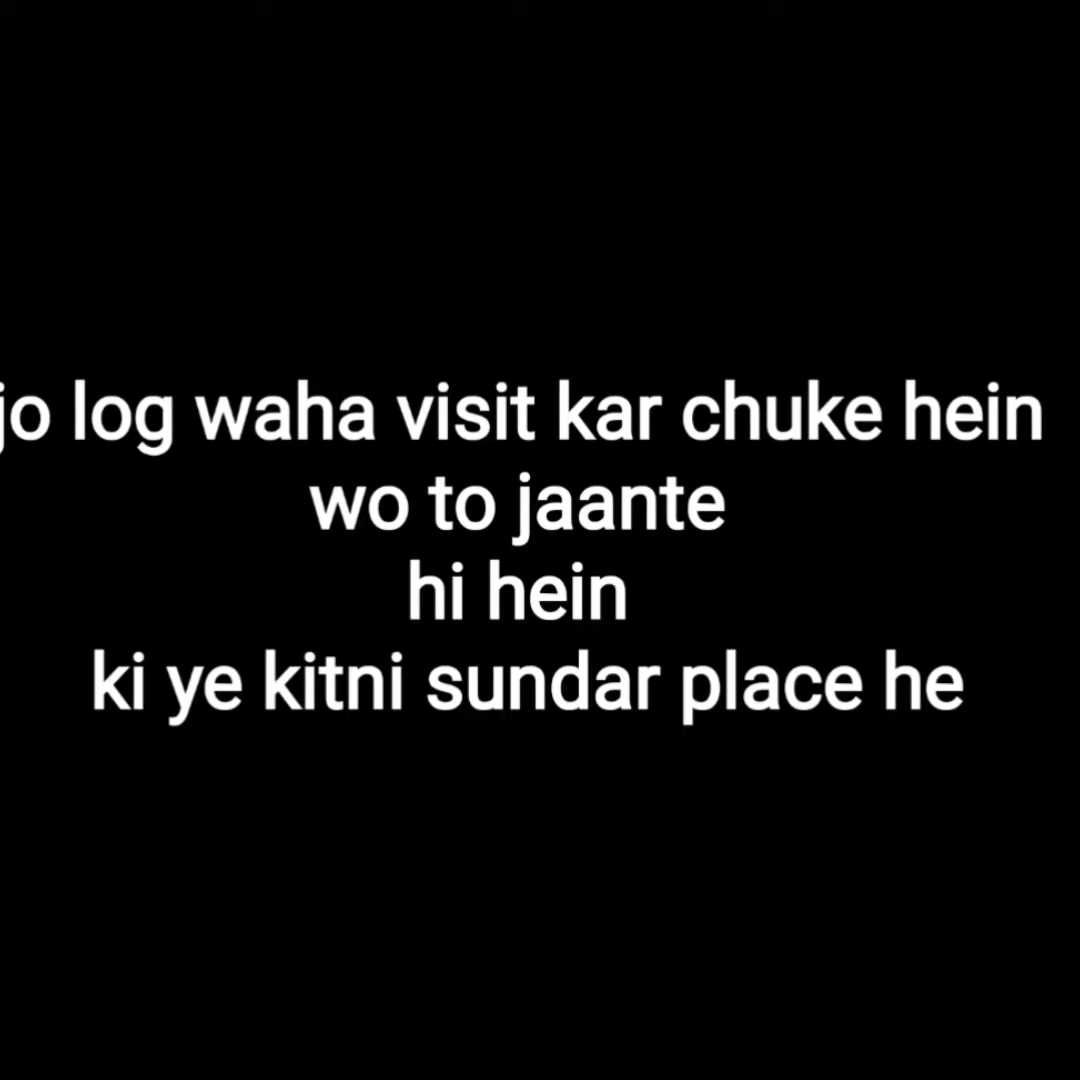 jo log waha visit kar chuke hein
wo to jaante
hi hein
ki ye kitni sundar place he